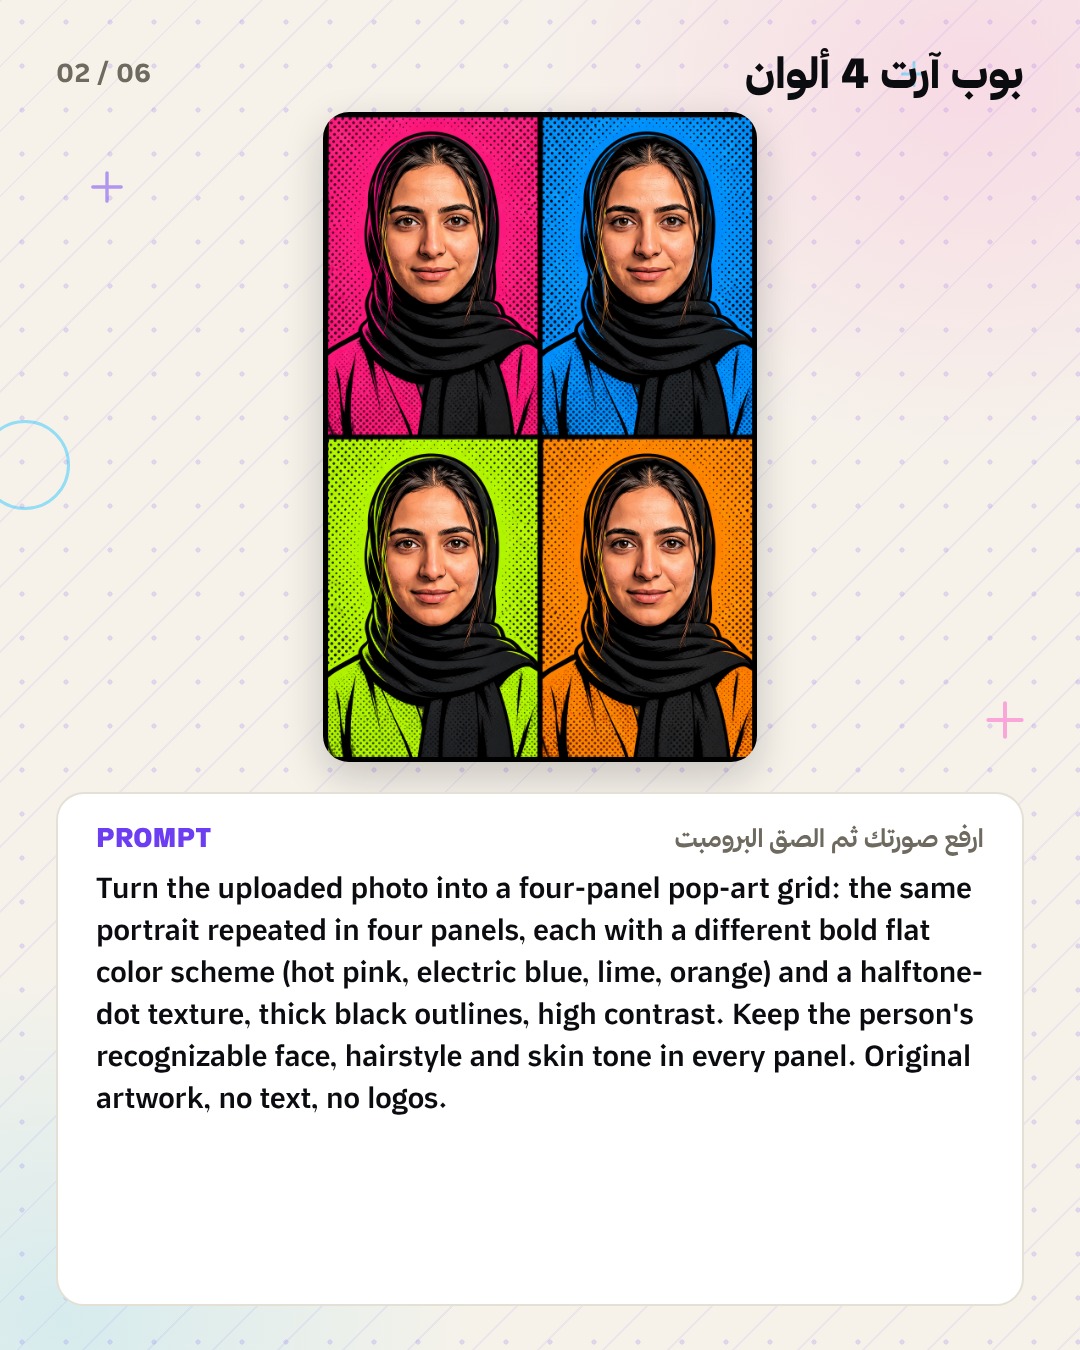 02 / 06
بوب آرت 4 ألوان
PROMPT
ارفع صورتك ثم الصق البرومبت
Turn the uploaded photo into a four-panel pop-art grid: the same
portrait repeated in four panels, each with a different bold flat
color scheme (hot pink, electric blue, lime, orange) and a halftone-
dot texture, thick black outlines, high contrast. Keep the person's
recognizable face, hairstyle and skin tone in every panel. Original
artwork, no text, no logos.